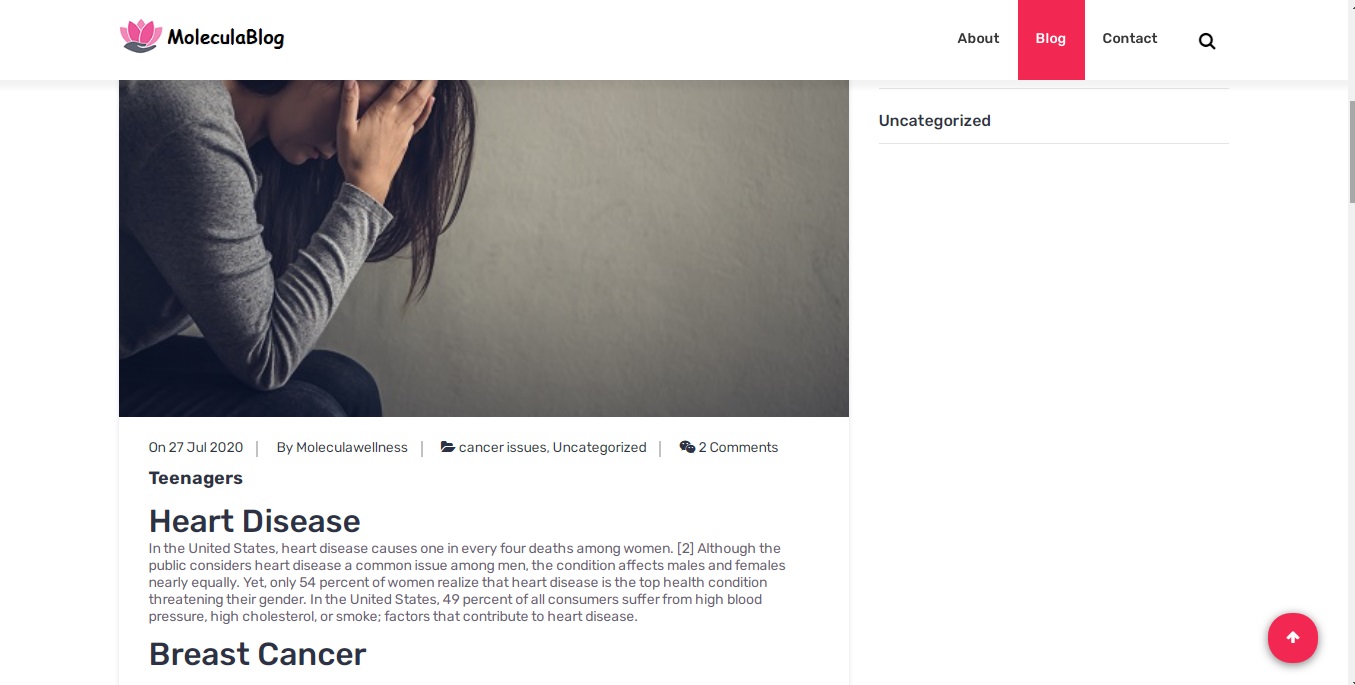 MoleculaBlog
About Blog Contact
Uncategorized
On 27 Jul 2020 | By Moleculawellness | cancer issues, Uncategorized | 2 Comments
Teenagers
Heart Disease
In the United States, heart disease causes one in every four deaths among women. [2] Although the
public considers heart disease a common issue among men, the condition affects males and females
nearly equally. Yet, only 54 percent of women realize that heart disease is the top health condition
threatening their gender. In the United States, 49 percent of all consumers suffer from high blood
pressure, high cholesterol, or smoke; factors that contribute to heart disease.
Breast Cancer